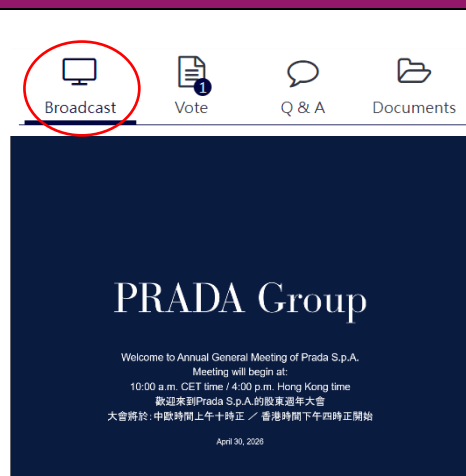 Broadcast
1
Vote
Q & A
Documents
PRADA Group
Welcome to Annual General Meeting of Prada S.p.A.
Meeting will begin at:
10:00 a.m. CET time / 4:00 p.m. Hong Kong time
歡迎來到Prada S.p.A.的股東週年大會
大會將於: 中歐時間上午十時正 ／ 香港時間下午四時正開始
April 30, 2026